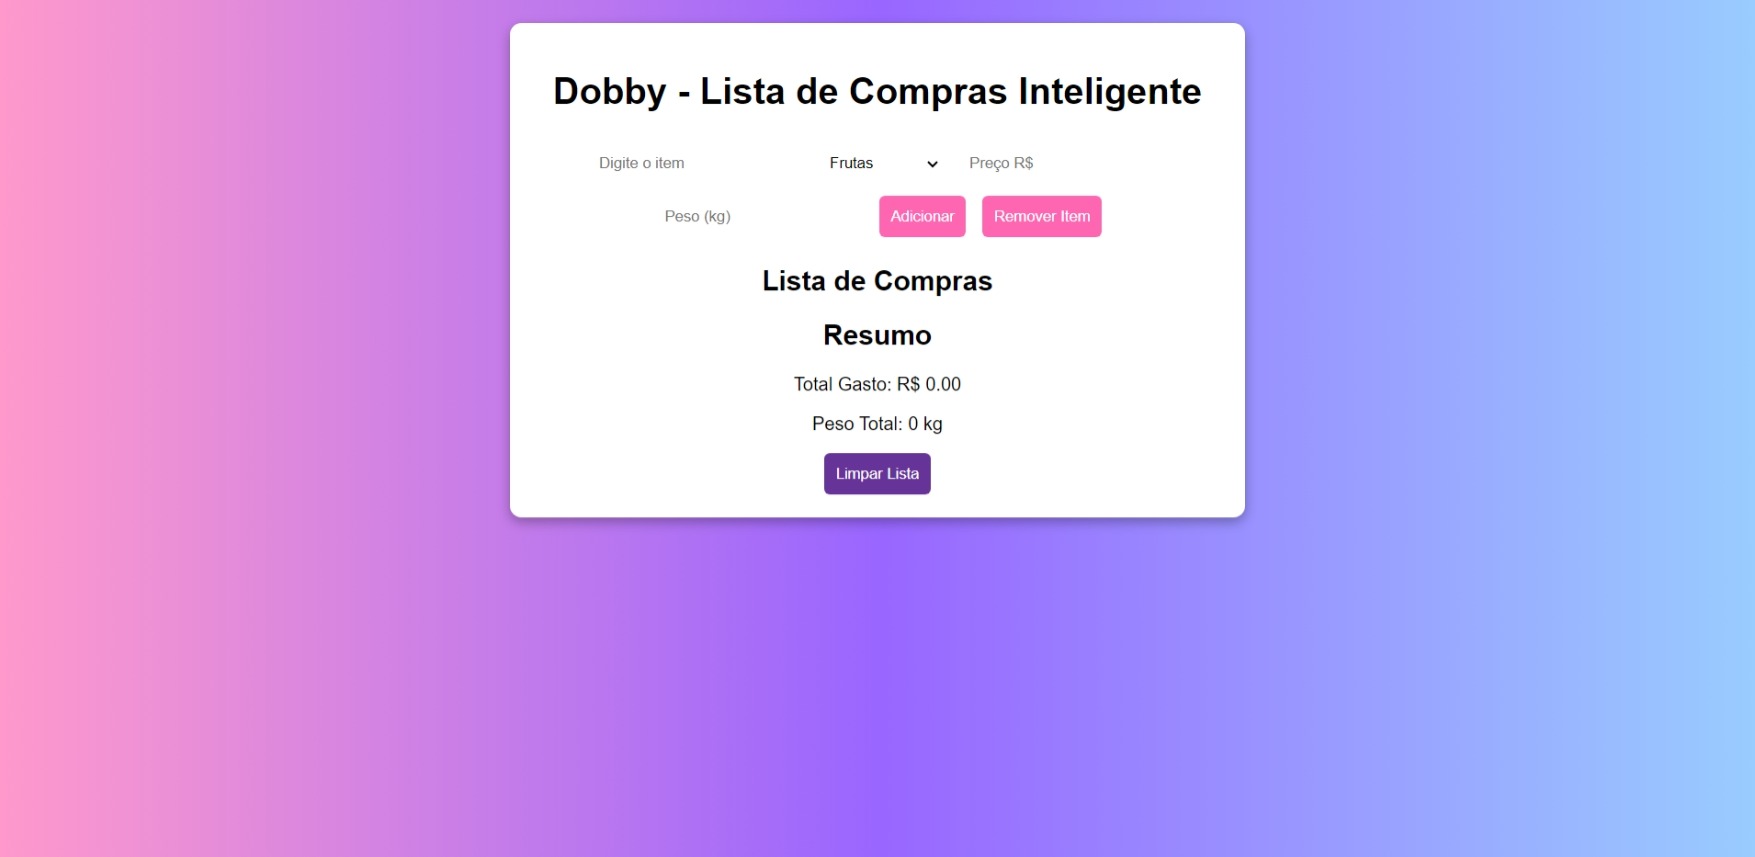 Dobby - Lista de Compras Inteligente
Digite o item Frutas Preço R$
Peso (kg) Adicionar Remover Item
Lista de Compras
Resumo
Total Gasto: R$ 0.00
Peso Total: 0 kg
Limpar Lista